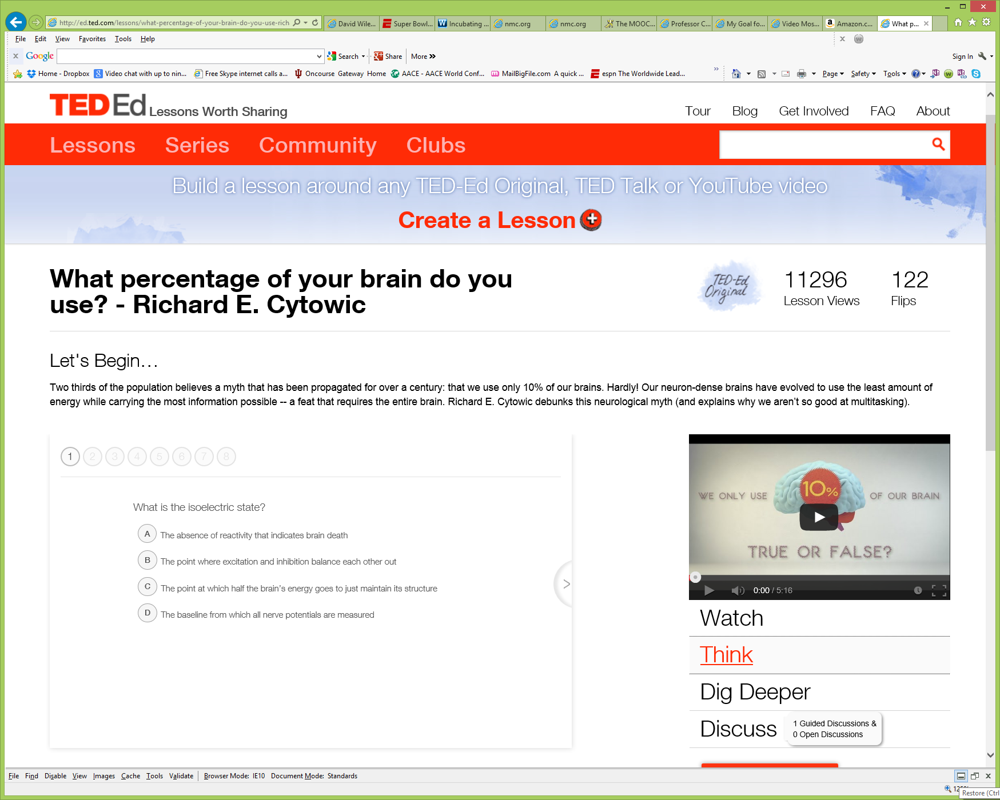 http://ed.ted.com/lessons/what-percentage-of-your-brain-do-you-use-rich
David Wile...
Super Bowl...
Incubating ...
nmc.org
nmc.org
The MOOC...
Professor C...
My Goal fo...
Video Mos...
Amazon.c...
What p...
File Edit View Favorites Tools Help
Google Search Share More »
Sign In
Home - Dropbox Video chat with up to nin... Free Skype internet calls a... Oncourse Gateway Home AACE - AACE World Conf... MailBigFile.com A quick ... espn The Worldwide Lead... »
Page Safety Tools
TEDEd Lessons Worth Sharing
Tour Blog Get Involved FAQ About
Lessons Series Community Clubs
Build a lesson around any TED-Ed Original, TED Talk or YouTube video
Create a Lesson
What percentage of your brain do you
use? - Richard E. Cytowic
TED-Ed
Original
11296
Lesson Views
122
Flips
Let's Begin...
Two thirds of the population believes a myth that has been propagated for over a century: that we use only 10% of our brains. Hardly! Our neuron-dense brains have evolved to use the least amount of
energy while carrying the most information possible -- a feat that requires the entire brain. Richard E. Cytowic debunks this neurological myth (and explains why we aren't so good at multitasking).
1 2 3 4 5 6 7 8
What is the isoelectric state?
A The absence of reactivity that indicates brain death
B The point where excitation and inhibition balance each other out
C The point at which half the brain's energy goes to just maintain its structure
D The baseline from which all nerve potentials are measured
>
WE ONLY USE 10% OF OUR BRAIN
TRUE OR FALSE?
0:00 / 5:16
Watch
Think
Dig Deeper
Discuss
1 Guided Discussions &
0 Open Discussions
File Find Disable View Images Cache Tools Validate Browser Mode: IE10 Document Mode: Standards
Restore (Ctrl